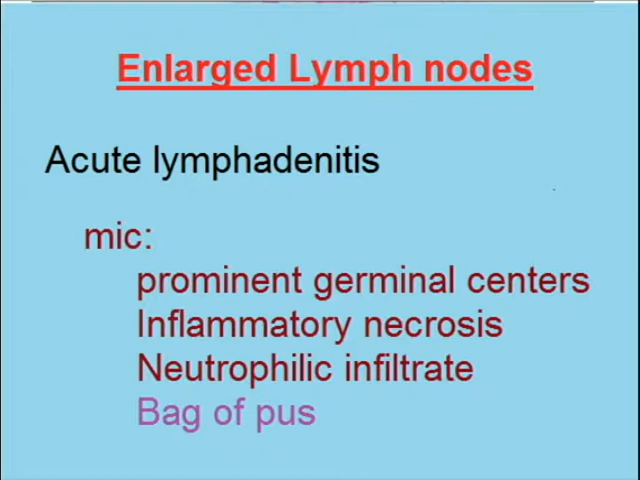 Enlarged Lymph nodes
Acute lymphadenitis
mic:
prominent germinal centers
Inflammatory necrosis
Neutrophilic infiltrate
Bag of pus